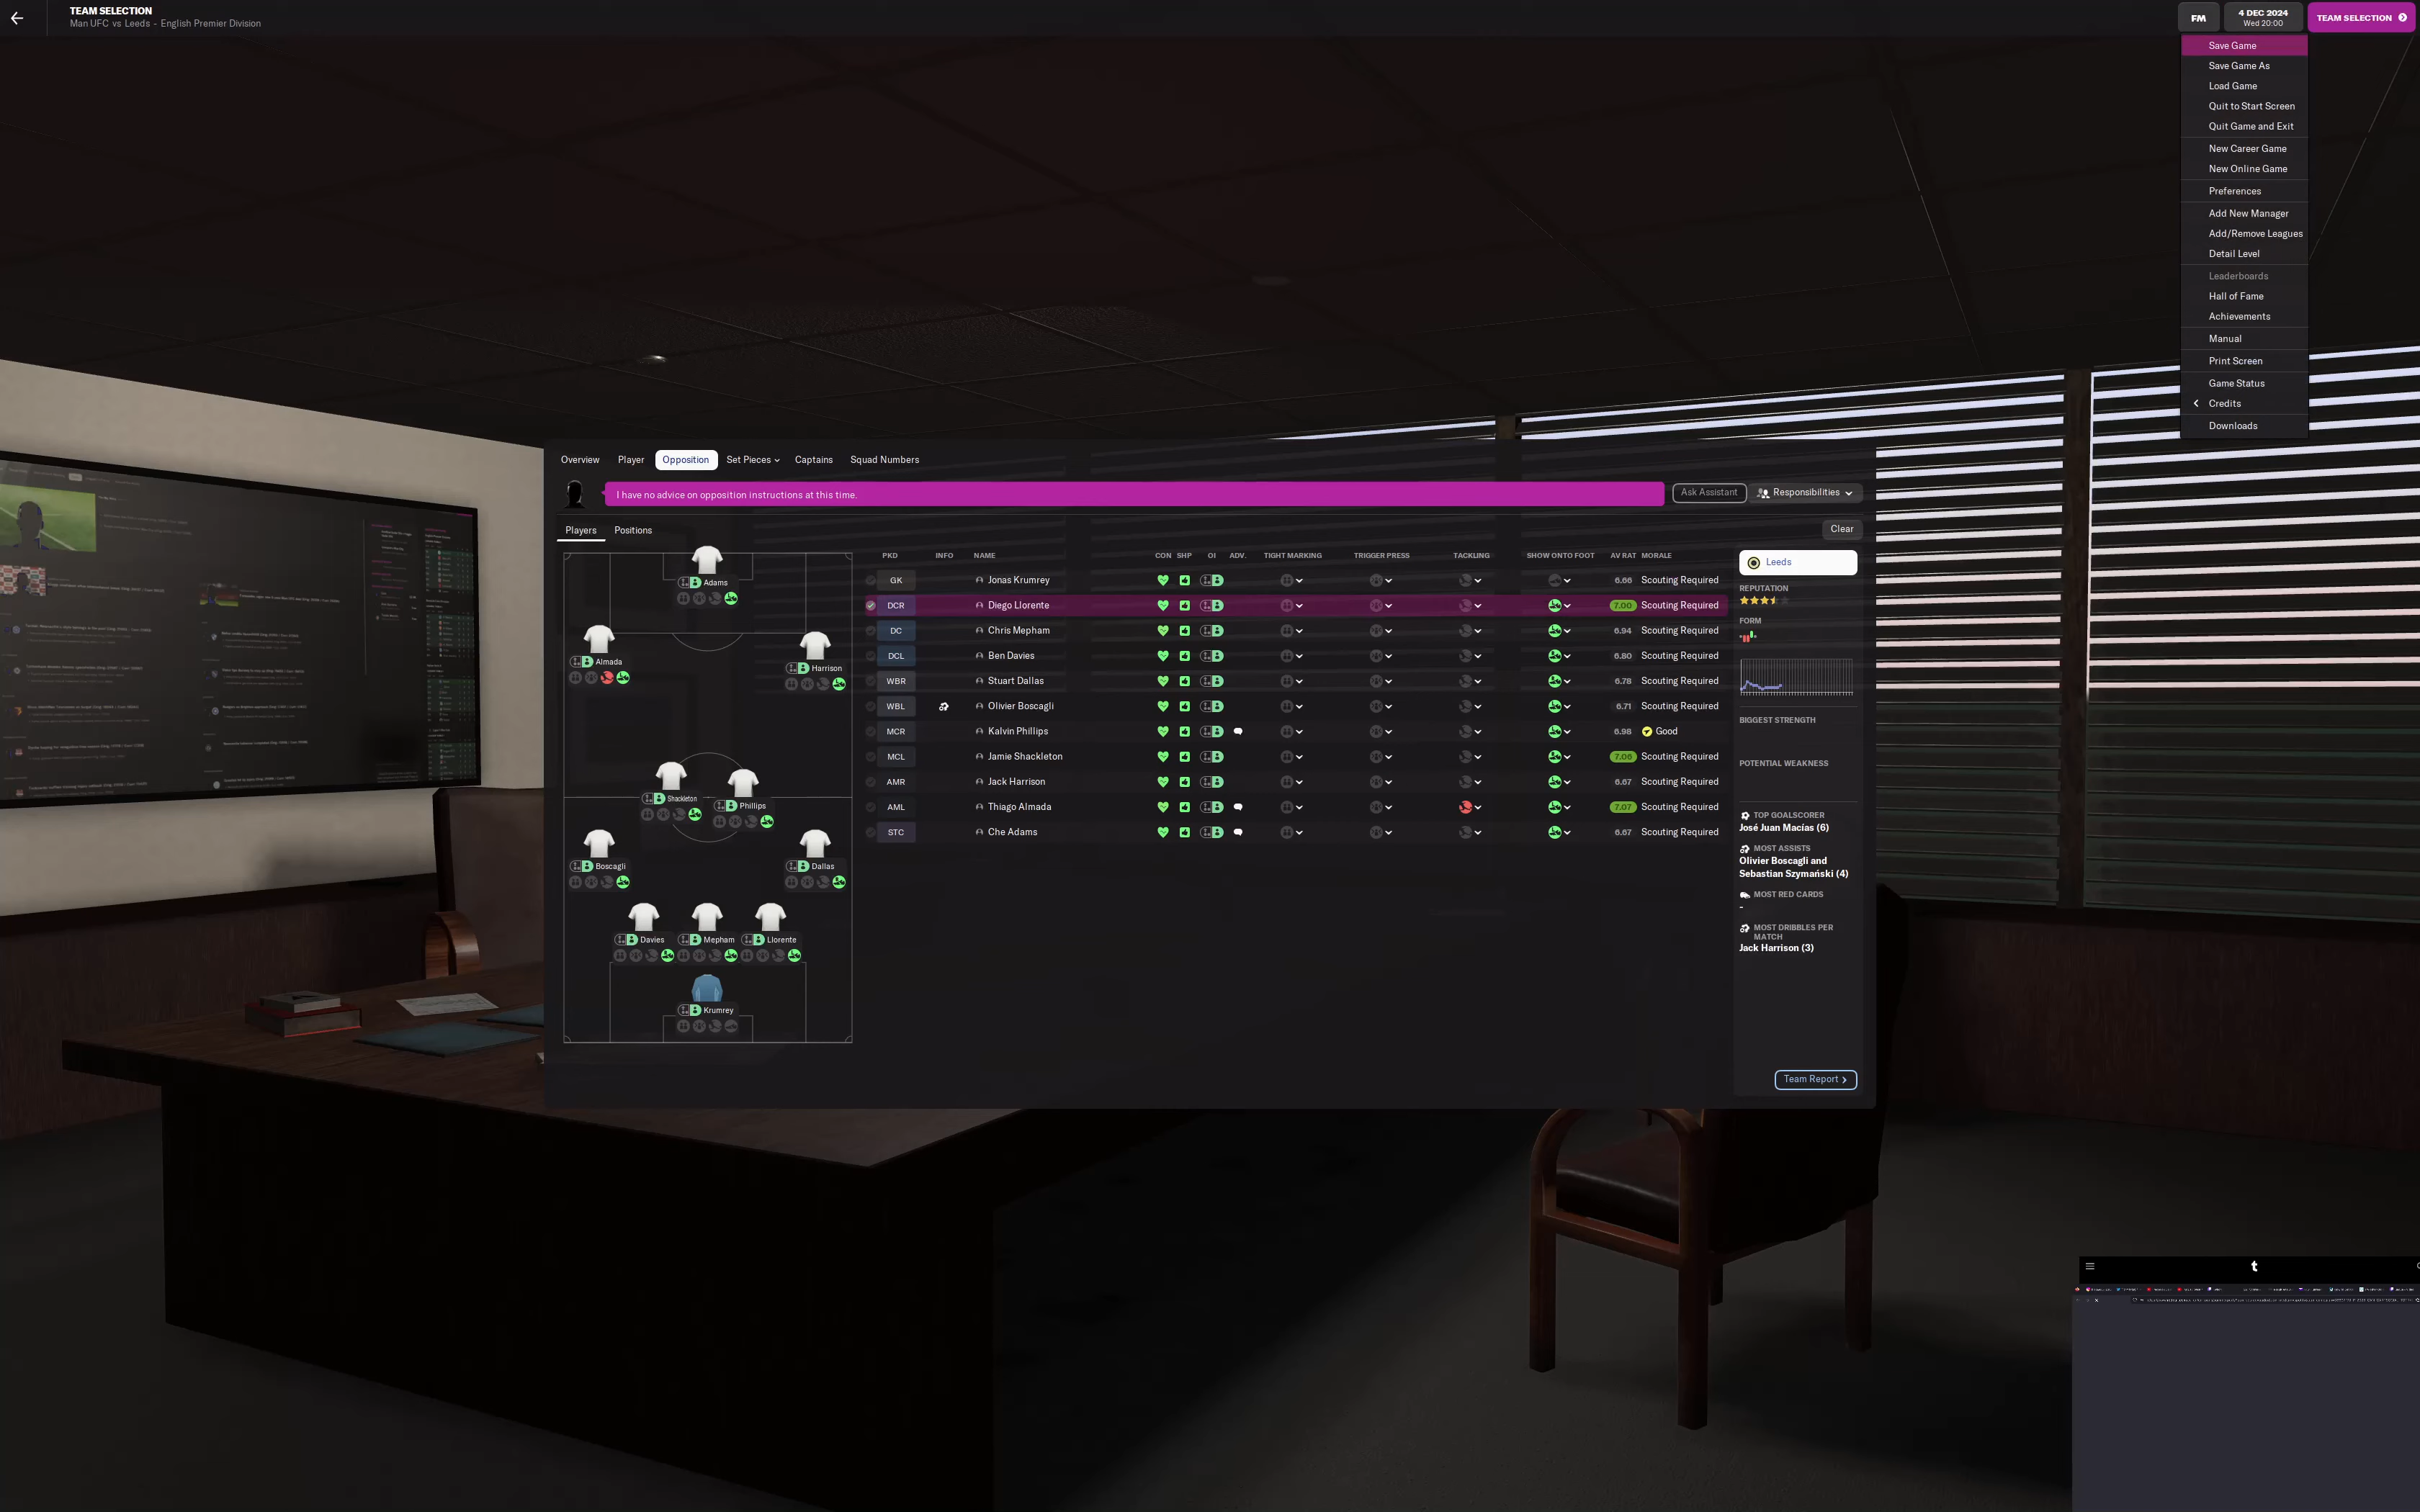 TEAM SELECTION
Man UFC vs Leeds - English Premier Division
FM
4 DEC 2024
Wed 20:00
TEAM SELECTION
Save Game
Save Game As
Load Game
Quit to Start Screen
Quit Game and Exit
New Career Game
New Online Game
Preferences
Add New Manager
Add/Remove Leagues
Detail Level
Leaderboards
Hall of Fame
Achievements
Manual
Print Screen
Game Status
Credits
Downloads
Overview Player Opposition Set Pieces Captains Squad Numbers
I have no advice on opposition instructions at this time.
Ask Assistant
Responsibilities
Players Positions
Clear
Adams
Almada
Harrison
Shackleton
Phillips
Boscagli
Dallas
Davies
Mepham
Llorente
Krumrey
PKD INFO NAME CON SHP OI ADV. TIGHT MARKING TRIGGER PRESS TACKLING SHOW ONTO FOOT AV RAT MORALE
GK Jonas Krumrey 6.66 Scouting Required
DCR Diego Llorente 7.00 Scouting Required
DC Chris Mepham 6.94 Scouting Required
DCL Ben Davies 6.80 Scouting Required
WBR Stuart Dallas 6.78 Scouting Required
WBL Olivier Boscagli 6.71 Scouting Required
MCR Kalvin Phillips 6.98 Good
MCL Jamie Shackleton 7.06 Scouting Required
AMR Jack Harrison 6.67 Scouting Required
AML Thiago Almada 7.07 Scouting Required
STC Che Adams 6.67 Scouting Required
Leeds
REPUTATION
FORM
BIGGEST STRENGTH
POTENTIAL WEAKNESS
TOP GOALSCORER
José Juan Macías (6)
MOST ASSISTS
Olivier Boscagli and
Sebastian Szymański (4)
MOST RED CARDS
-
MOST DRIBBLES PER
MATCH
Jack Harrison (3)
Team Report
t